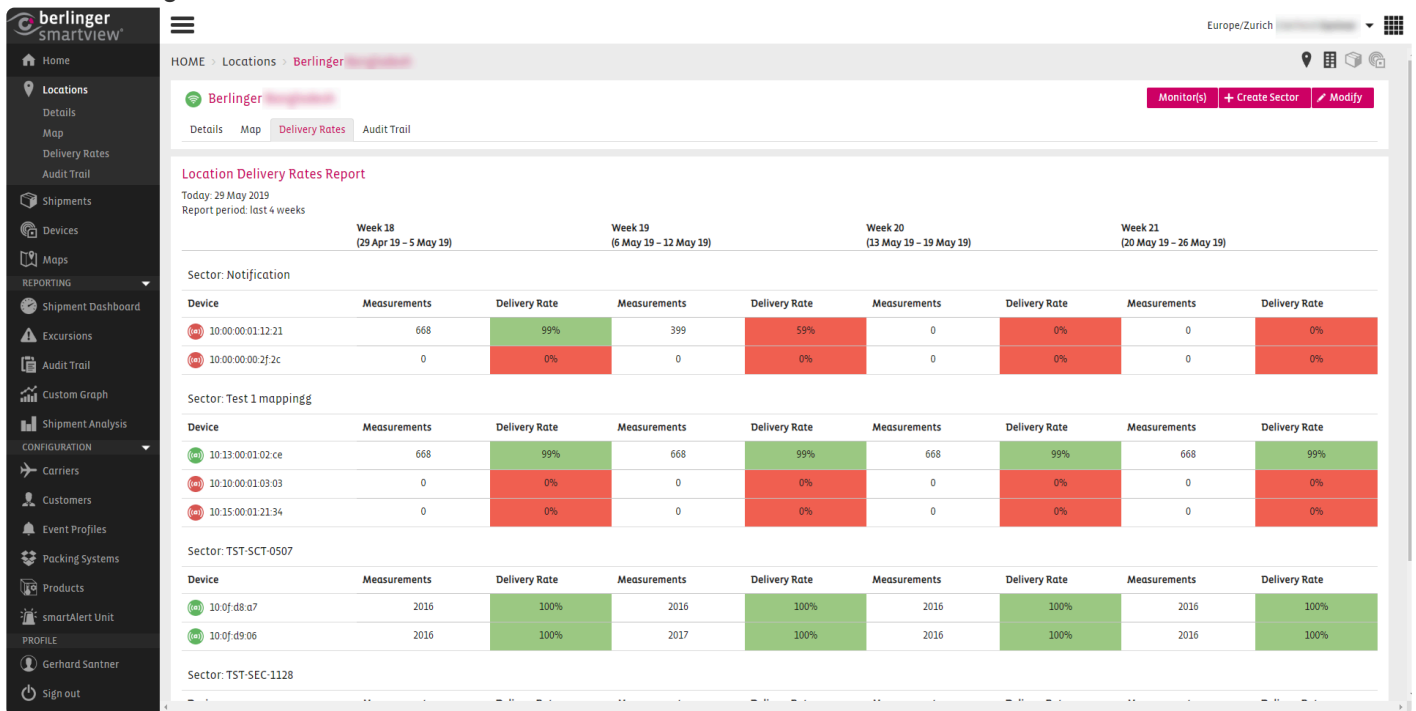 berlinger
smartview
Home
Locations
Details
Map
Delivery Rates
Audit Trail
Shipments
Devices
Maps
REPORTING
Shipment Dashboard
Excursions
Audit Trail
Custom Graph
Shipment Analysis
CONFIGURATION
Carriers
Customers
Event Profiles
Packing Systems
Products
smartAlert Unit
PROFILE
Gerhard Santner
Sign out
Europe/Zurich
HOME > Locations > Berlinger
Berlinger
Monitor(s) + Create Sector Modify
Details Map Delivery Rates Audit Trail
Location Delivery Rates Report
Today: 29 May 2019
Report period: last 4 weeks
Week 18 Week 19 Week 20 Week 21
(29 Apr 19 – 5 May 19) (6 May 19 – 12 May 19) (13 May 19 – 19 May 19) (20 May 19 – 26 May 19)
Sector: Notification
Device Measurements Delivery Rate Measurements Delivery Rate Measurements Delivery Rate Measurements Delivery Rate
10:00:00:01:12:21 668 99% 399 59% 0 0% 0 0%
10:00:00:00:2f:2c 0 0% 0 0% 0 0% 0 0%
Sector: Test 1 mappingg
Device Measurements Delivery Rate Measurements Delivery Rate Measurements Delivery Rate Measurements Delivery Rate
10:13:00:01:02:ce 668 99% 668 99% 668 99% 668 99%
10:10:00:01:03:03 0 0% 0 0% 0 0% 0 0%
10:15:00:01:21:34 0 0% 0 0% 0 0% 0 0%
Sector: TST-SCT-0507
Device Measurements Delivery Rate Measurements Delivery Rate Measurements Delivery Rate Measurements Delivery Rate
10:0f:d8:a7 2016 100% 2016 100% 2016 100% 2016 100%
10:0f:d9:06 2016 100% 2017 100% 2016 100% 2016 100%
Sector: TST-SEC-1128